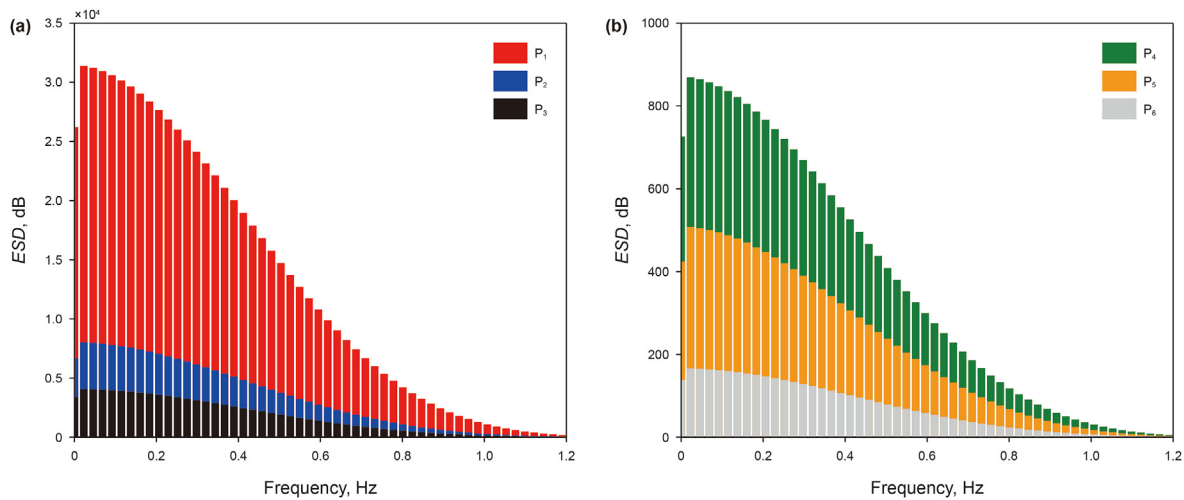 (a)
×10⁴
3.5
3.0
2.5
2.0
1.5
1.0
0.5
0
ESD, dB
P₁
P₂
P₃
0 0.2 0.4 0.6 0.8 1.0 1.2
Frequency, Hz
(b)
1000
800
600
400
200
0
ESD, dB
P₄
P₅
P₆
0 0.2 0.4 0.6 0.8 1.0 1.2
Frequency, Hz